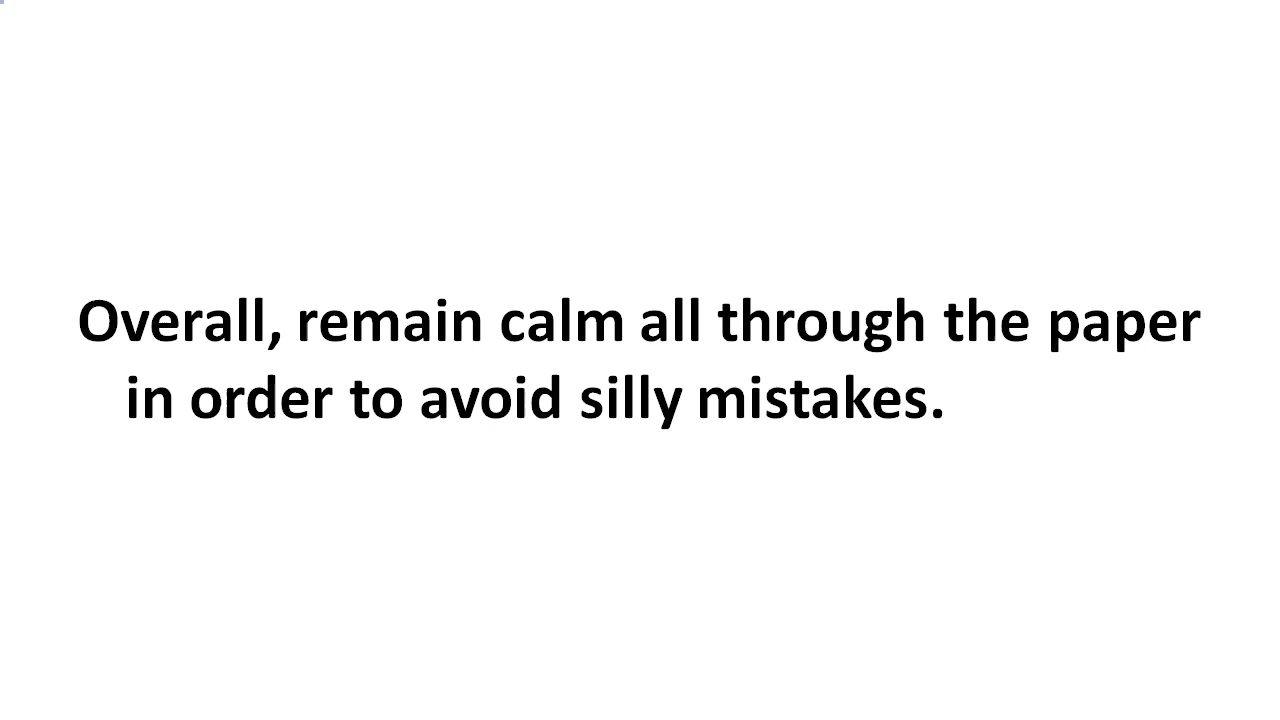 Overall, remain calm all through the paper
in order to avoid silly mistakes.